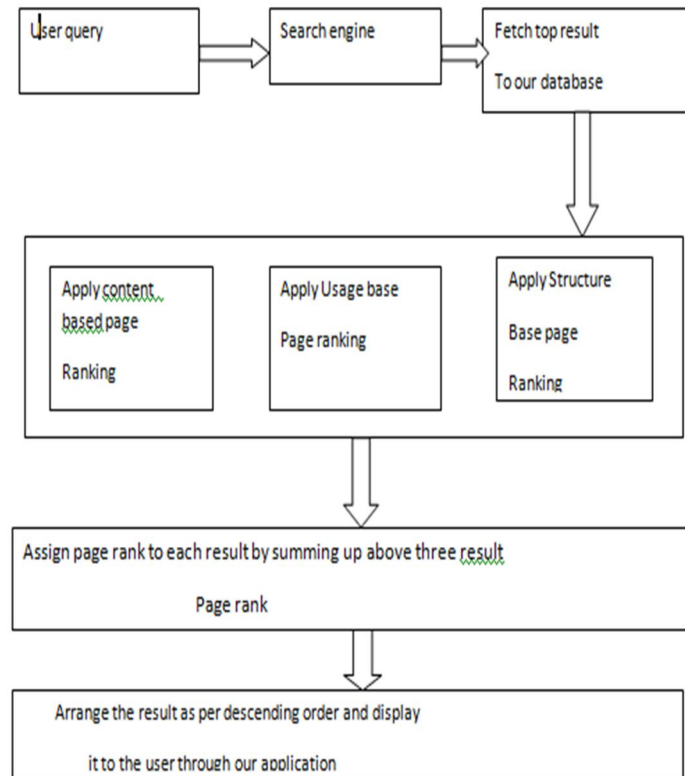 User query
Search engine
Fetch top result
To our database
Apply content
based page
Ranking
Apply Usage base
Page ranking
Apply Structure
Base page
Ranking
Assign page rank to each result by summing up above three result
Page rank
Arrange the result as per descending order and display
it to the user through our application